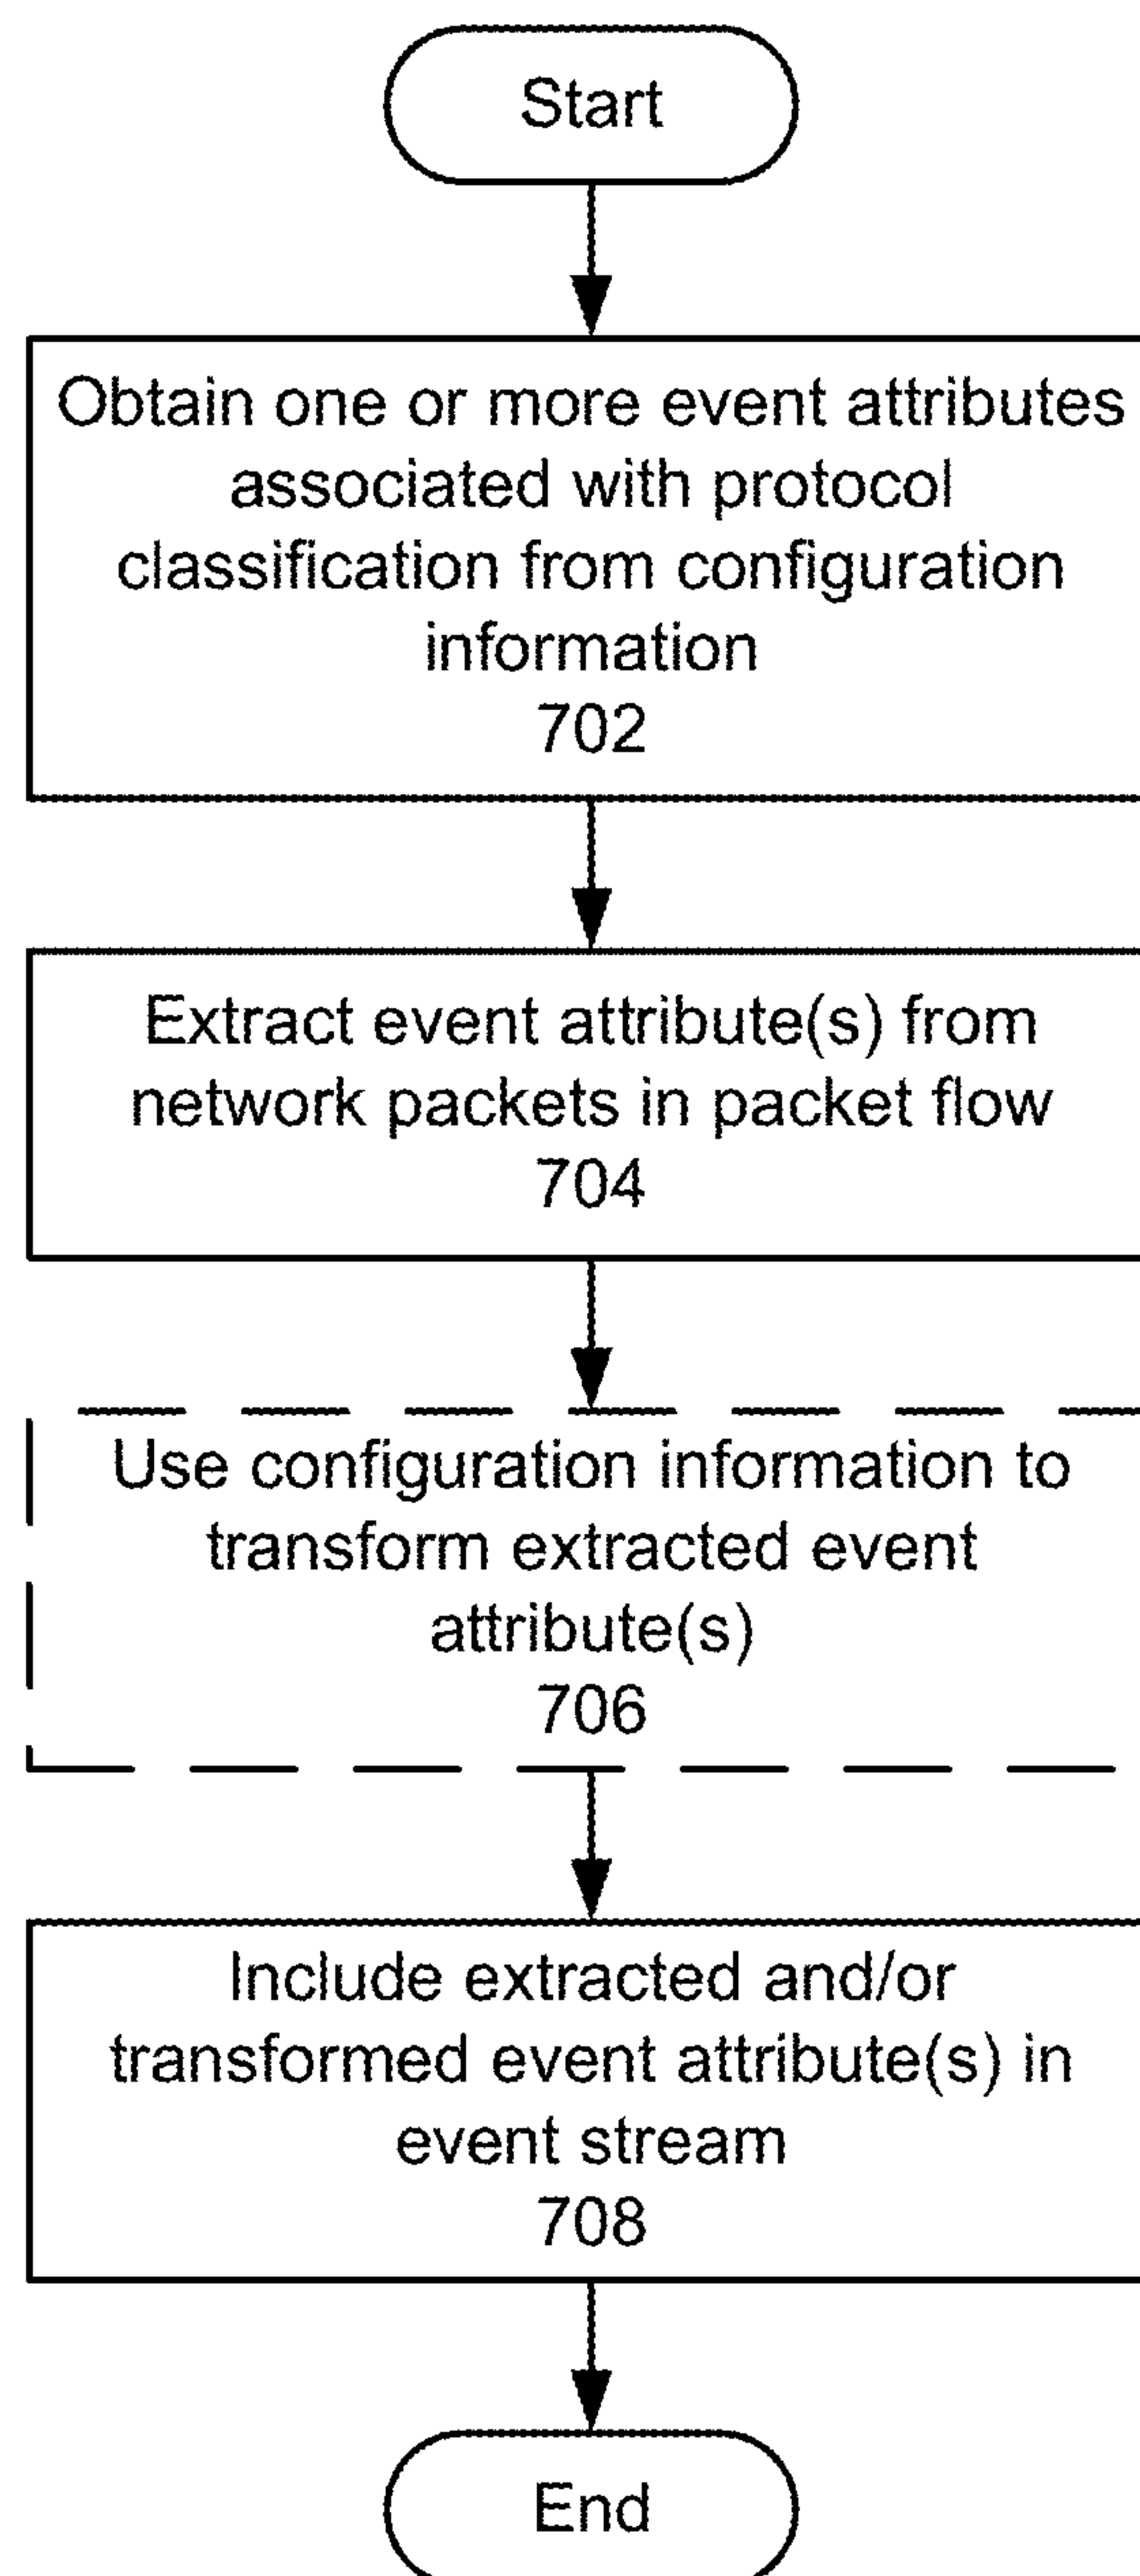 Start
Obtain one or more event attributes
associated with protocol
classification from configuration
information
702
Extract event attribute(s) from
network packets in packet flow
704
Use configuration information to
transform extracted event
attribute(s)
706
Include extracted and/or
transformed event attribute(s) in
event stream
708
End